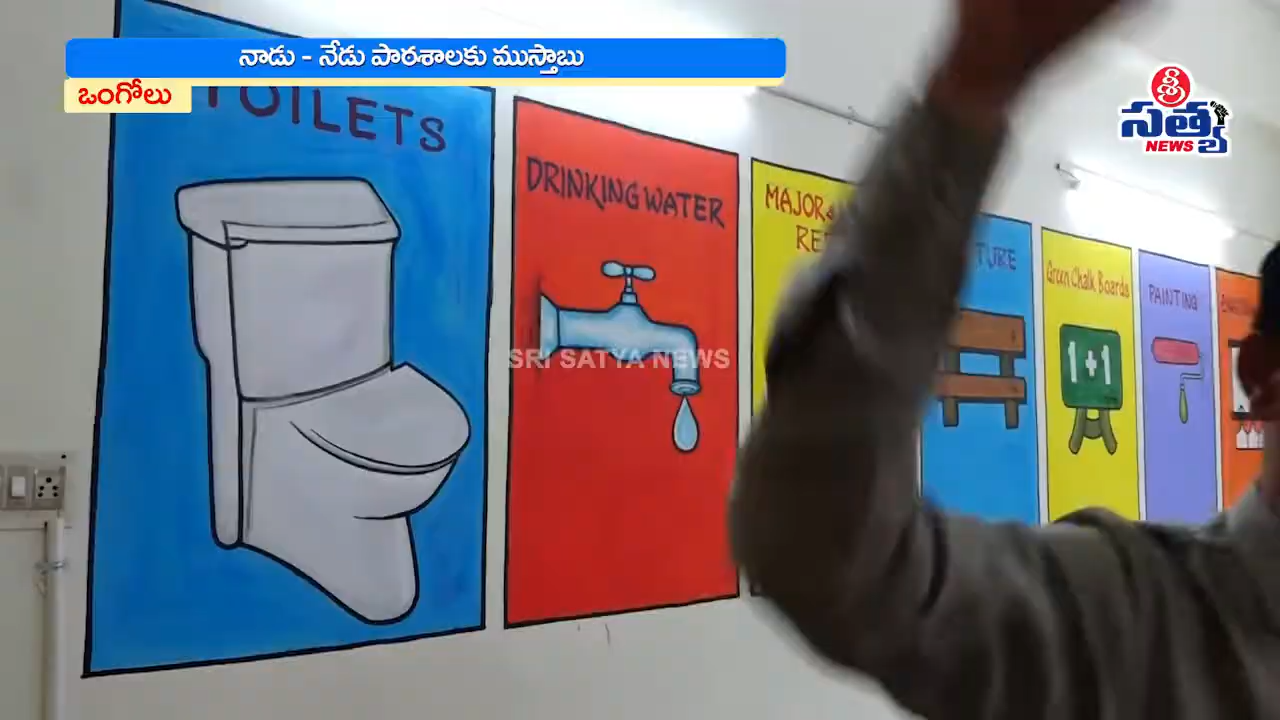 నాడు - నేడు పాఠశాలకు ముస్తాబు
ఒంగోలు
శ్రీ
సత్య
NEWS
TOILETS
DRINKING WATER
MAJOR
Green Chalk Boards
1+1
PAINTING
SRI SATYA NEWS